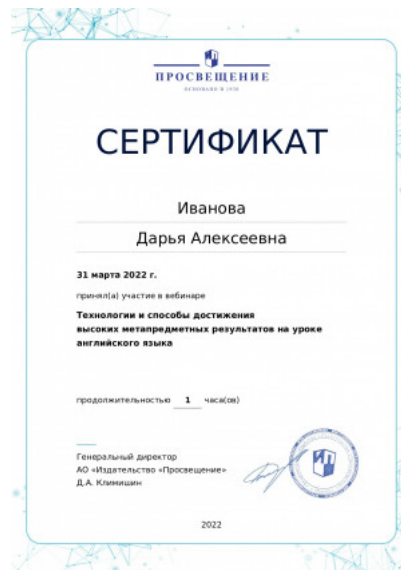 ПРОСВЕЩЕНИЕ
ОСНОВАНО В 1930
СЕРТИФИКАТ
Иванова
Дарья Алексеевна
31 марта 2022 г.
принял(а) участие в вебинаре
Технологии и способы достижения
высоких метапредметных результатов на уроке
английского языка
продолжительностью 1 часа(ов)
Генеральный директор
АО «Издательство «Просвещение»
Д.А. Климишин
2022